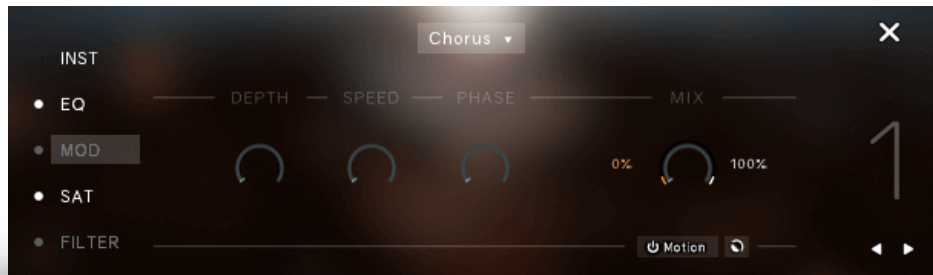 Chorus
INST
EQ
DEPTH SPEED PHASE MIX
MOD
0% 100%
1
SAT
FILTER
Motion